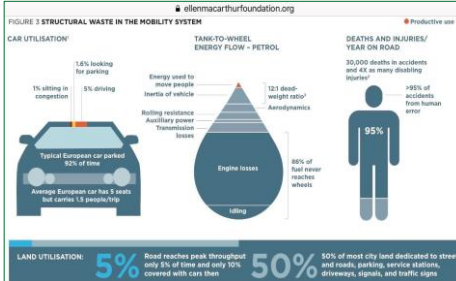 ellenmacarthurfoundation.org
FIGURE 3 STRUCTURAL WASTE IN THE MOBILITY SYSTEM
Productive use
CAR UTILISATION¹
1.6% looking
for parking
1% sitting in
congestion
5% driving
Typical European car parked
92% of time
Average European car has 5 seats
but carries 1.5 people/trip
TANK-TO-WHEEL
ENERGY FLOW – PETROL
Energy used to
move people
Inertia of vehicle
12:1 dead-
weight ratio²
Aerodynamics
Rolling resistance
Auxiliary power
Transmission
losses
Engine losses
86% of
fuel never
reaches
wheels
Idling
DEATHS AND INJURIES/
YEAR ON ROAD
30,000 deaths in accidents
and 4X as many disabling
injuries³
>95% of
accidents
from human
error
95%
LAND UTILISATION:
5%
Road reaches peak throughput
only 5% of time and only 10%
covered with cars then
50%
50% of most city land dedicated to street
and roads, parking, service stations,
driveways, signals, and traffic signs